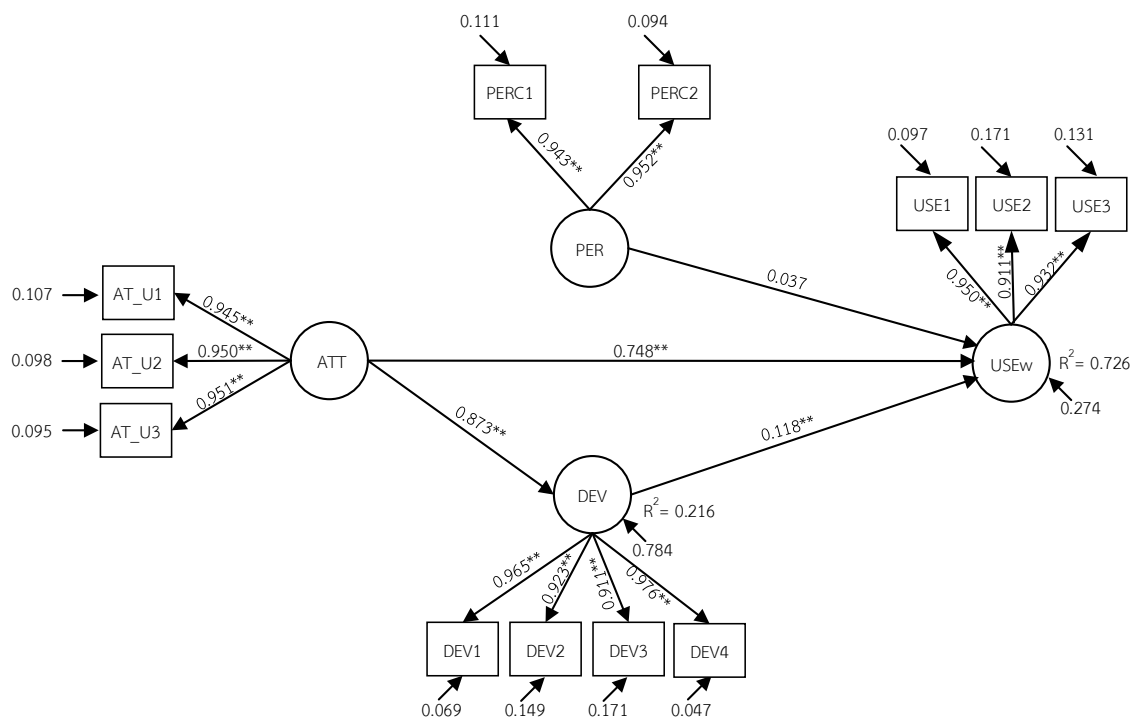 0.111
0.094
PERC1
PERC2
0.943**
0.952**
0.097
0.171
0.131
USE1
USE2
USE3
0.950**
0.911**
0.932**
PER
0.037
0.107
AT_U1
0.945**
0.098
AT_U2
0.950**
0.095
AT_U3
0.951**
ATT
0.748**
USEw
R² = 0.726
0.274
0.873**
0.118**
DEV
R² = 0.216
0.784
0.965**
0.923**
0.911**
0.976**
DEV1
DEV2
DEV3
DEV4
0.069
0.149
0.171
0.047